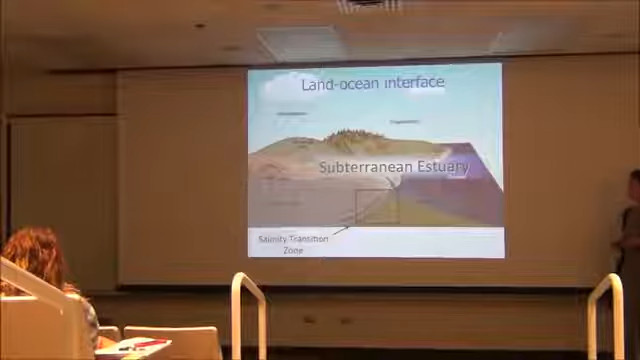 Land-ocean interface
Subterranean Estuary
Salinity Transition
Zone